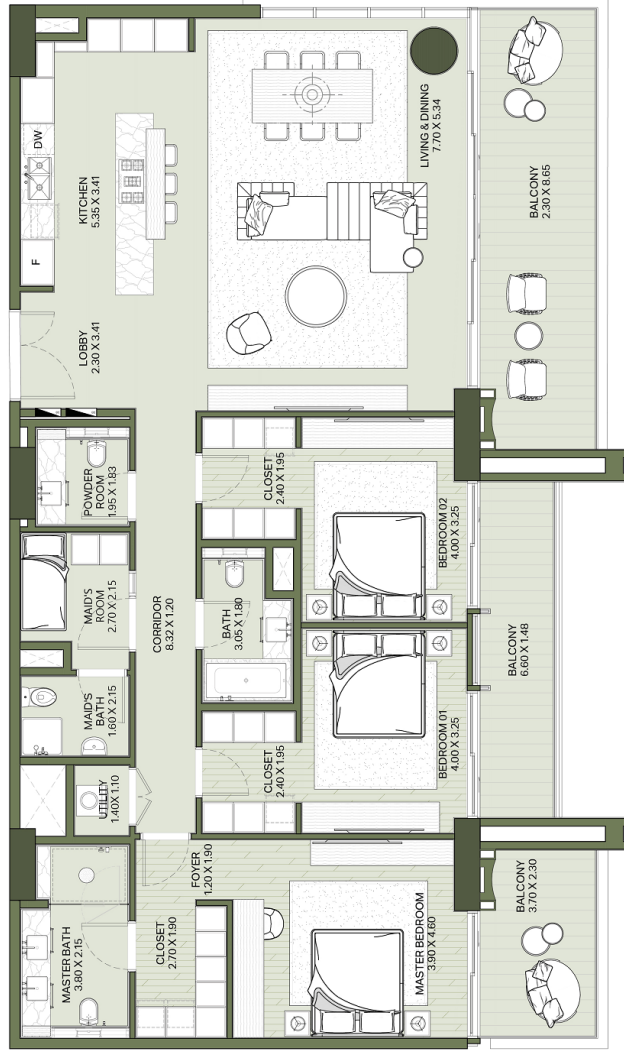 KITCHEN
5.35 X 3.41
DW
F
LIVING & DINING
7.70 X 5.34
BALCONY
2.30 X 8.65
LOBBY
2.30 X 3.41
POWDER
ROOM
1.95 X 1.83
CLOSET
2.40 X 1.95
BEDROOM 02
4.00 X 3.25
MAID'S
ROOM
2.70 X 2.15
CORRIDOR
8.32 X 1.20
BATH
3.05 X 1.80
BALCONY
6.60 X 1.48
MAID'S
BATH
1.60 X 2.15
CLOSET
2.40 X 1.95
BEDROOM 01
4.00 X 3.25
UTILITY
1.40X 1.10
FOYER
1.20 X 1.90
MASTER BATH
3.80 X 2.15
CLOSET
2.70 X 1.90
MASTER BEDROOM
3.90 X 4.60
BALCONY
3.70 X 2.30